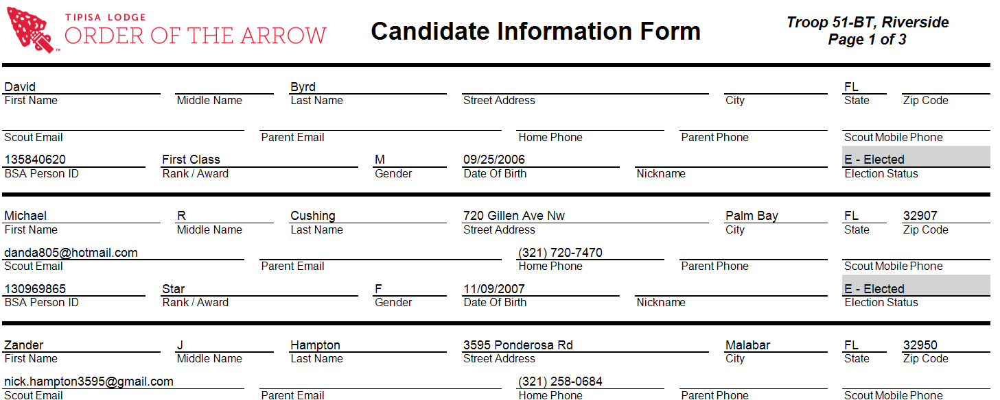 TIPISA LODGE
ORDER OF THE ARROW™
Candidate Information Form
Troop 51-BT, Riverside
Page 1 of 3
David Byrd FL
First Name Middle Name Last Name Street Address City State Zip Code
Scout Email Parent Email Home Phone Parent Phone Scout Mobile Phone
135840620 First Class M 09/25/2006 E - Elected
BSA Person ID Rank / Award Gender Date Of Birth Nickname Election Status
Michael R Cushing 720 Gillen Ave Nw Palm Bay FL 32907
First Name Middle Name Last Name Street Address City State Zip Code
danda805@hotmail.com (321) 720-7470
Scout Email Parent Email Home Phone Parent Phone Scout Mobile Phone
130969865 Star F 11/09/2007 E - Elected
BSA Person ID Rank / Award Gender Date Of Birth Nickname Election Status
Zander J Hampton 3595 Ponderosa Rd Malabar FL 32950
First Name Middle Name Last Name Street Address City State Zip Code
nick.hampton3595@gmail.com (321) 258-0684
Scout Email Parent Email Home Phone Parent Phone Scout Mobile Phone